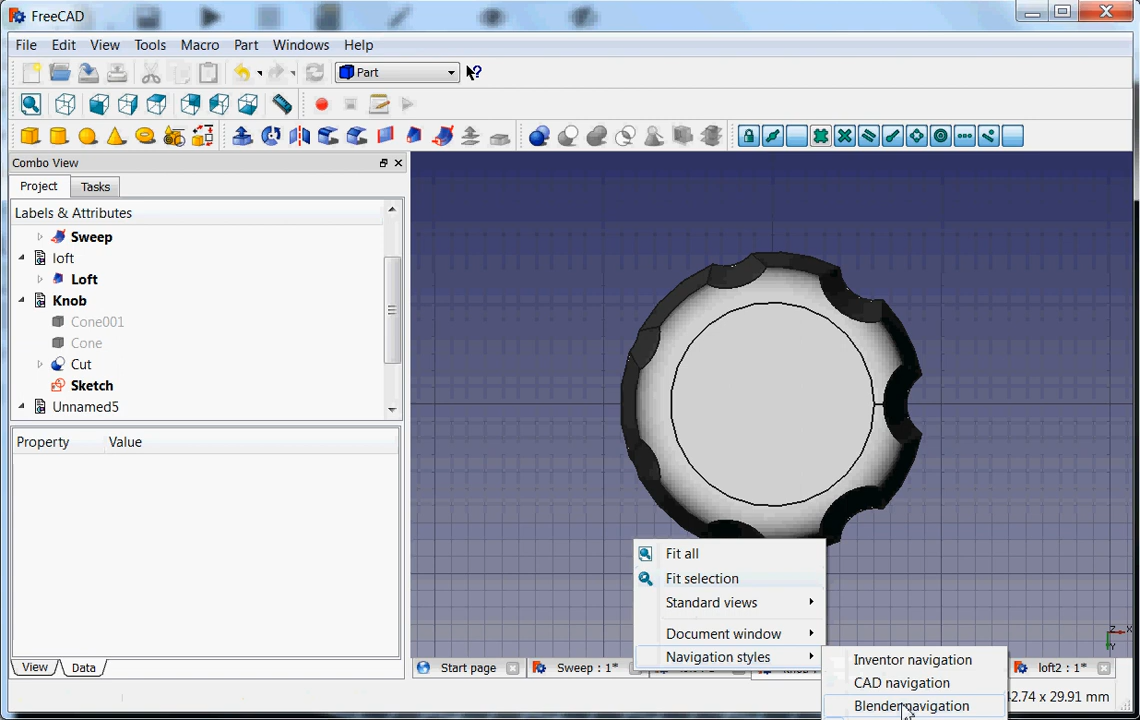 FreeCAD
File Edit View Tools Macro Part Windows Help
Part
Combo View
Project Tasks
Labels & Attributes
Sweep
loft
Loft
Knob
Cone001
Cone
Cut
Sketch
Unnamed5
Property Value
View Data
Fit all
Fit selection
Standard views
Document window
Navigation styles
Inventor navigation
CAD navigation
Blender navigation
Start page Sweep : 1* loft2 : 1*
42.74 x 29.91 mm
Z X
Y